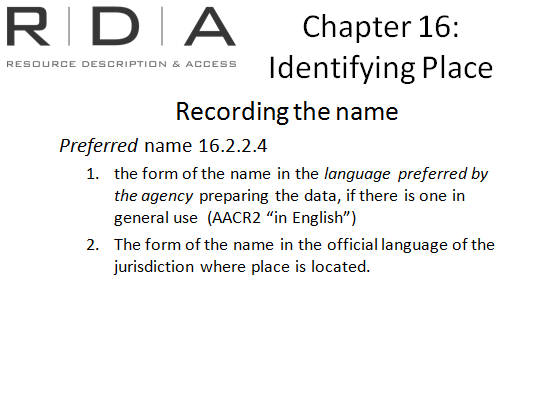 R | D | A
RESOURCE DESCRIPTION & ACCESS
Chapter 16:
Identifying Place
Recording the name
Preferred name 16.2.2.4
1. the form of the name in the language preferred by
the agency preparing the data, if there is one in
general use (AACR2 “in English”)
2. The form of the name in the official language of the
jurisdiction where place is located.